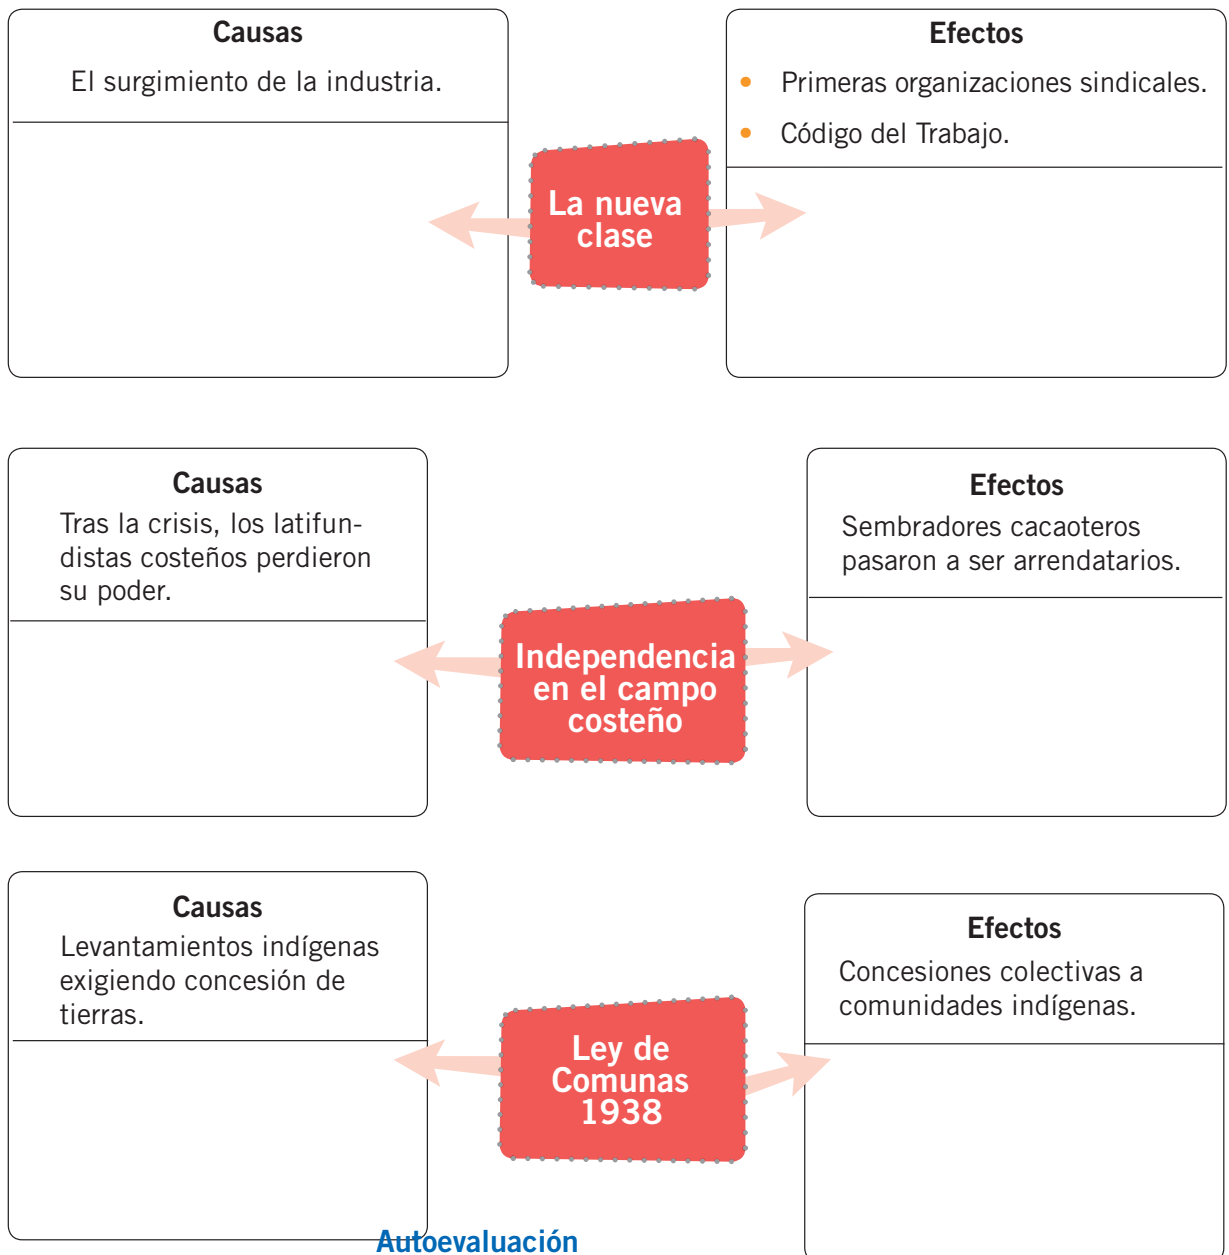 Causas
El surgimiento de la industria.
La nueva
clase
Efectos
• Primeras organizaciones sindicales.
• Código del Trabajo.
Causas
Tras la crisis, los latifun-
distas costeños perdieron
su poder.
Independencia
en el campo
costeño
Efectos
Sembradores cacaoteros
pasaron a ser arrendatarios.
Causas
Levantamientos indígenas
exigiendo concesión de
tierras.
Ley de
Comunas
1938
Efectos
Concesiones colectivas a
comunidades indígenas.
Autoevaluación